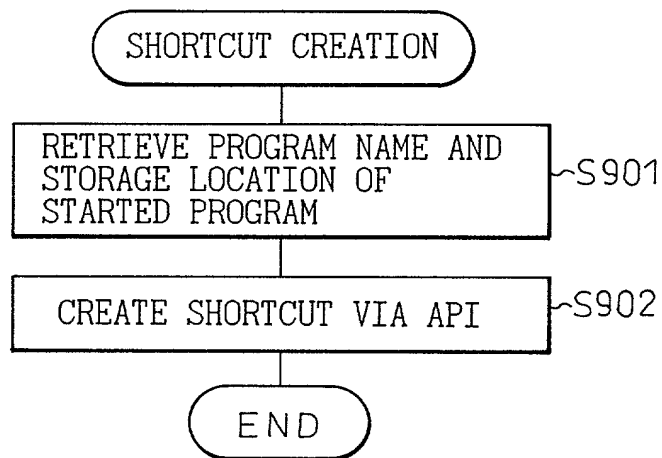 SHORTCUT CREATION
RETRIEVE PROGRAM NAME AND
STORAGE LOCATION OF
STARTED PROGRAM
S901
CREATE SHORTCUT VIA API
S902
END